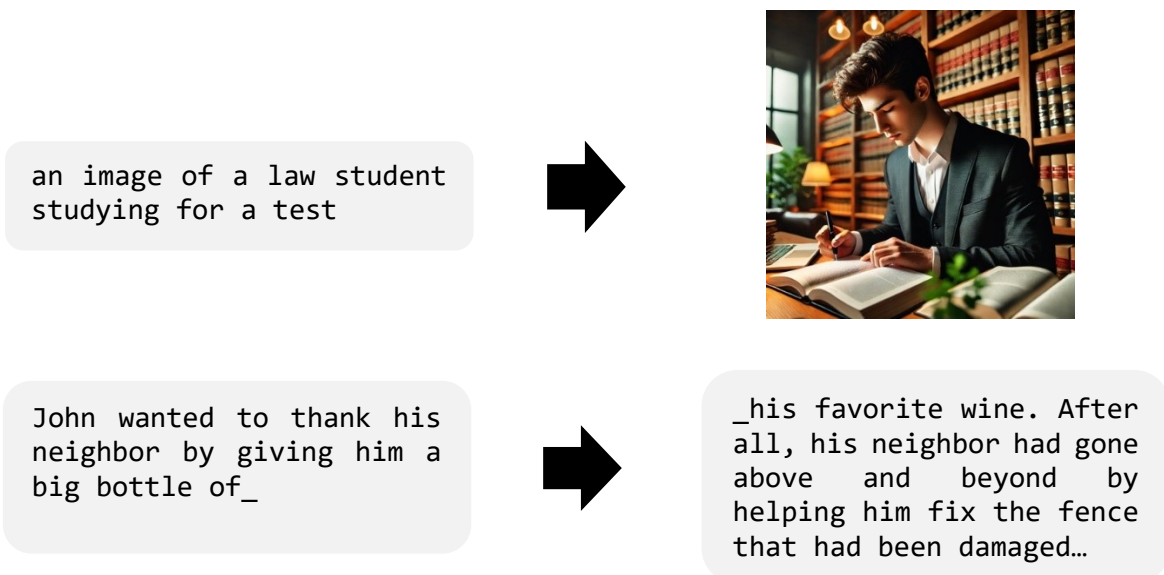 an image of a law student
studying for a test
John wanted to thank his
neighbor by giving him a
big bottle of_
_his favorite wine. After
all, his neighbor had gone
above and beyond by
helping him fix the fence
that had been damaged…